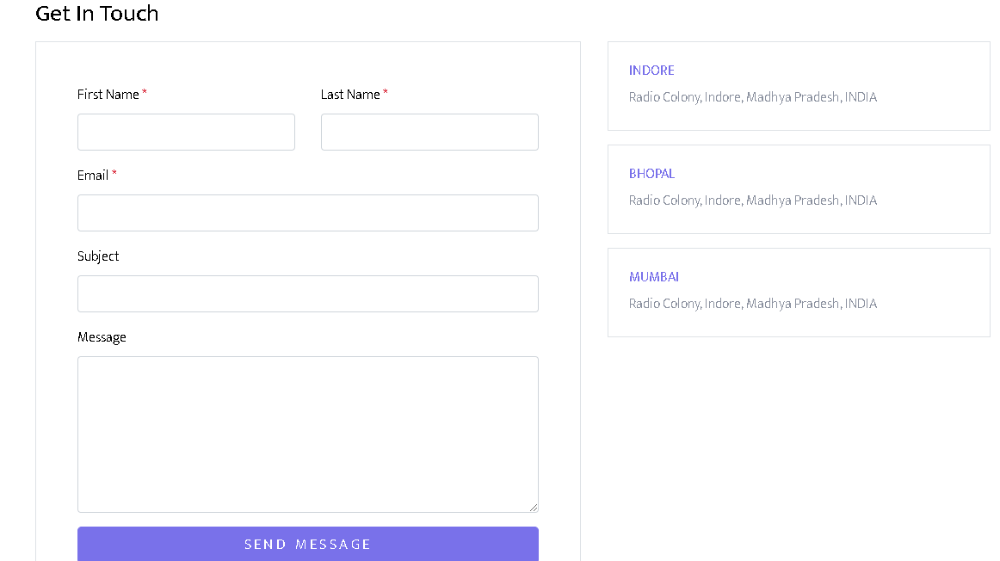 Get In Touch
First Name *
Last Name *
Email *
Subject
Message
SEND MESSAGE
INDORE
Radio Colony, Indore, Madhya Pradesh, INDIA
BHOPAL
Radio Colony, Indore, Madhya Pradesh, INDIA
MUMBAI
Radio Colony, Indore, Madhya Pradesh, INDIA